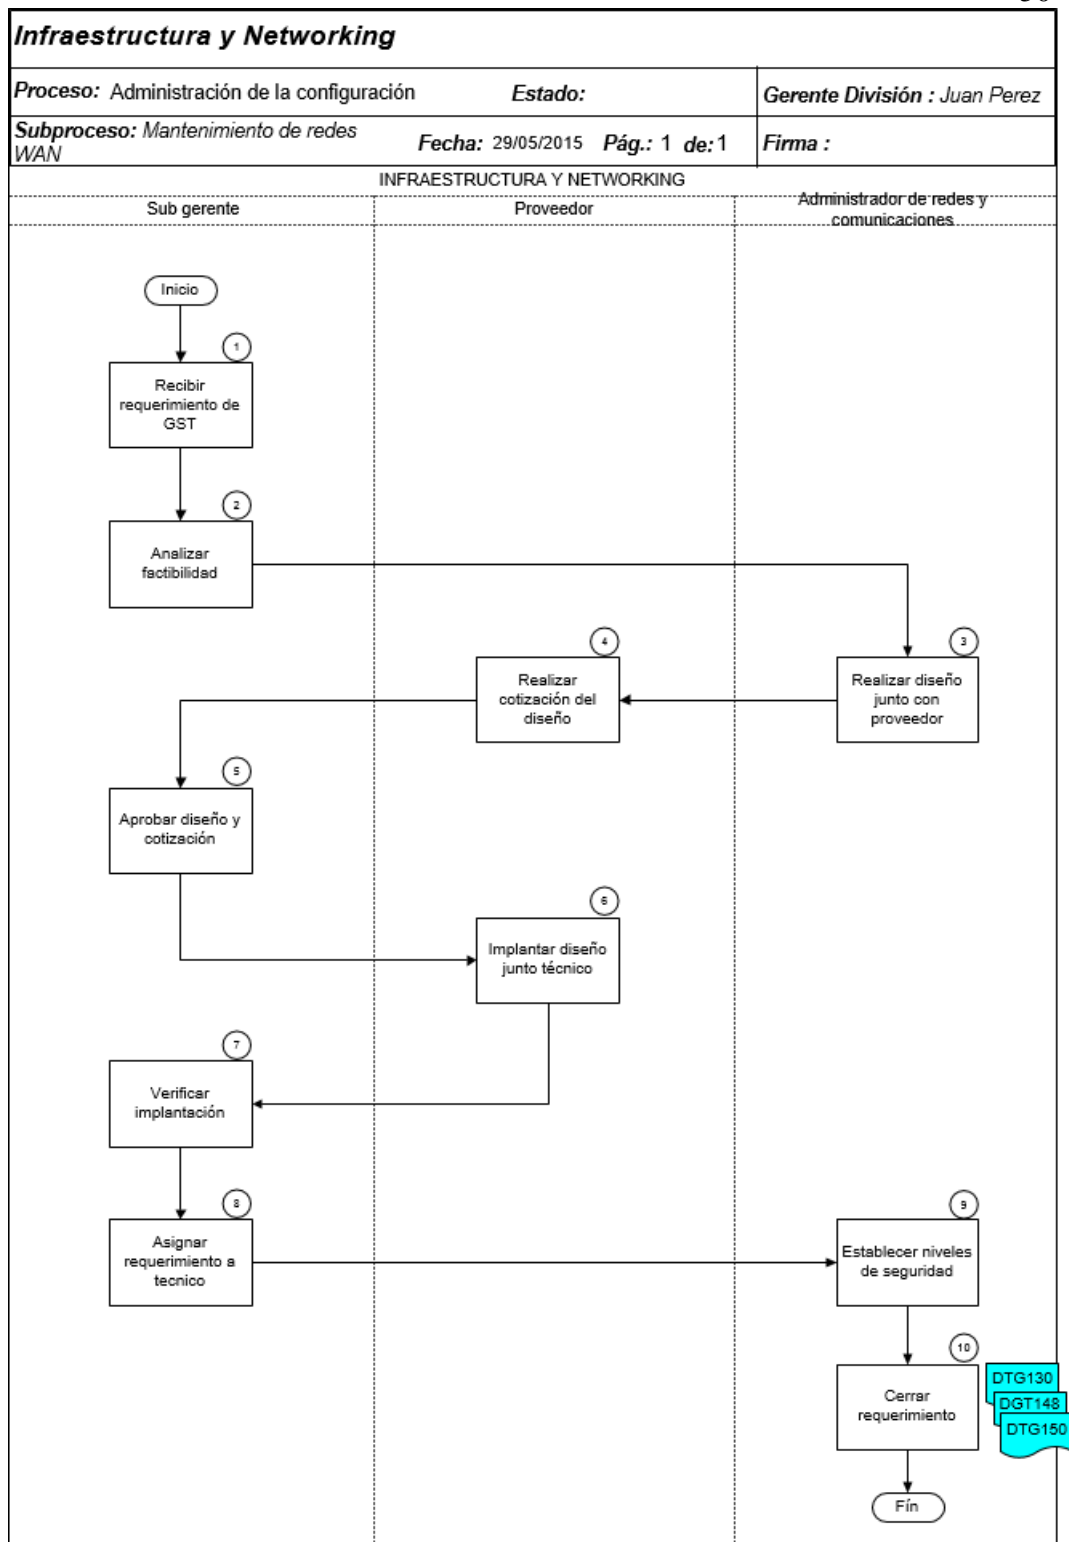 Infraestructura y Networking
Proceso: Administración de la configuración Estado: Gerente División : Juan Perez
Subproceso: Mantenimiento de redes
WAN
Fecha: 29/05/2015 Pág.: 1 de: 1 Firma :
INFRAESTRUCTURA Y NETWORKING
Sub gerente
Proveedor
Administrador de redes y
comunicaciones
Inicio
1
Recibir
requerimiento de
GST
2
Analizar
factibilidad
3
Realizar diseño
junto con
proveedor
4
Realizar
cotización del
diseño
5
Aprobar diseño y
cotización
6
Implantar diseño
junto técnico
7
Verificar
implantación
8
Asignar
requerimiento a
tecnico
9
Establecer niveles
de seguridad
10
Cerrar
requerimiento
DTG130
DGT148
DTG150
Fín